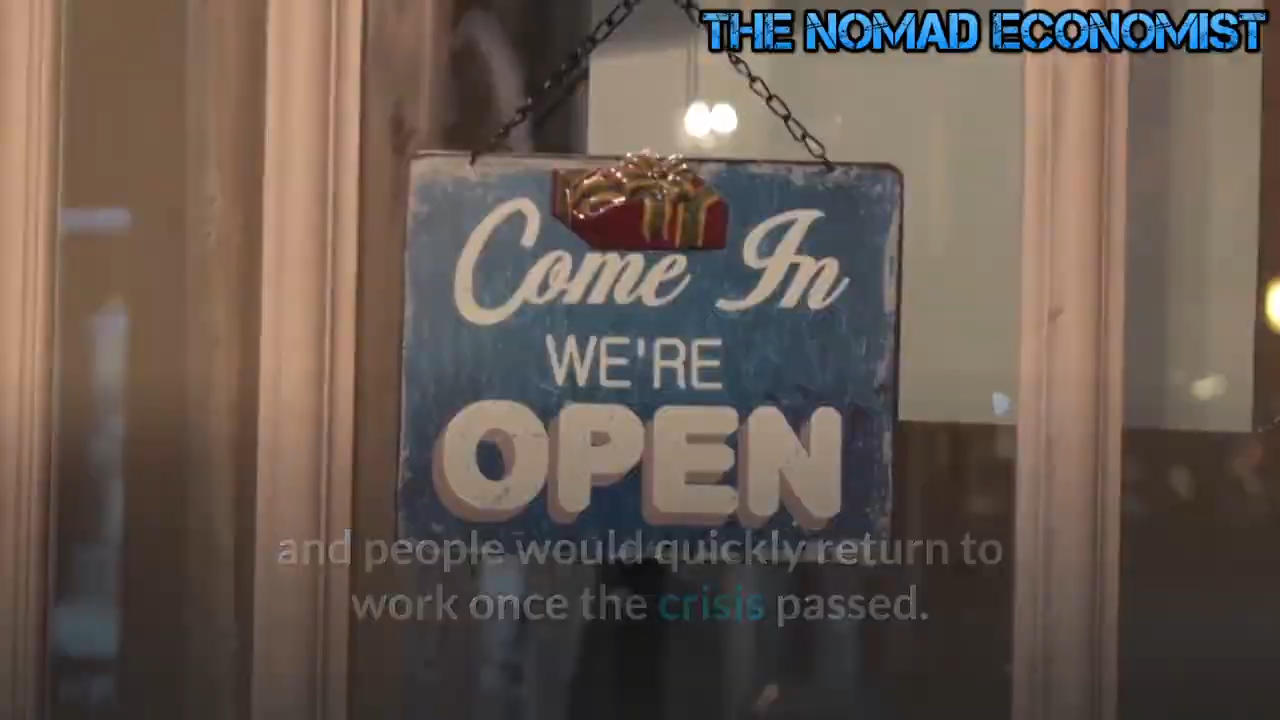 THE NOMAD ECONOMIST
Come In
WE'RE
OPEN
and people would quickly return to
work once the crisis passed.